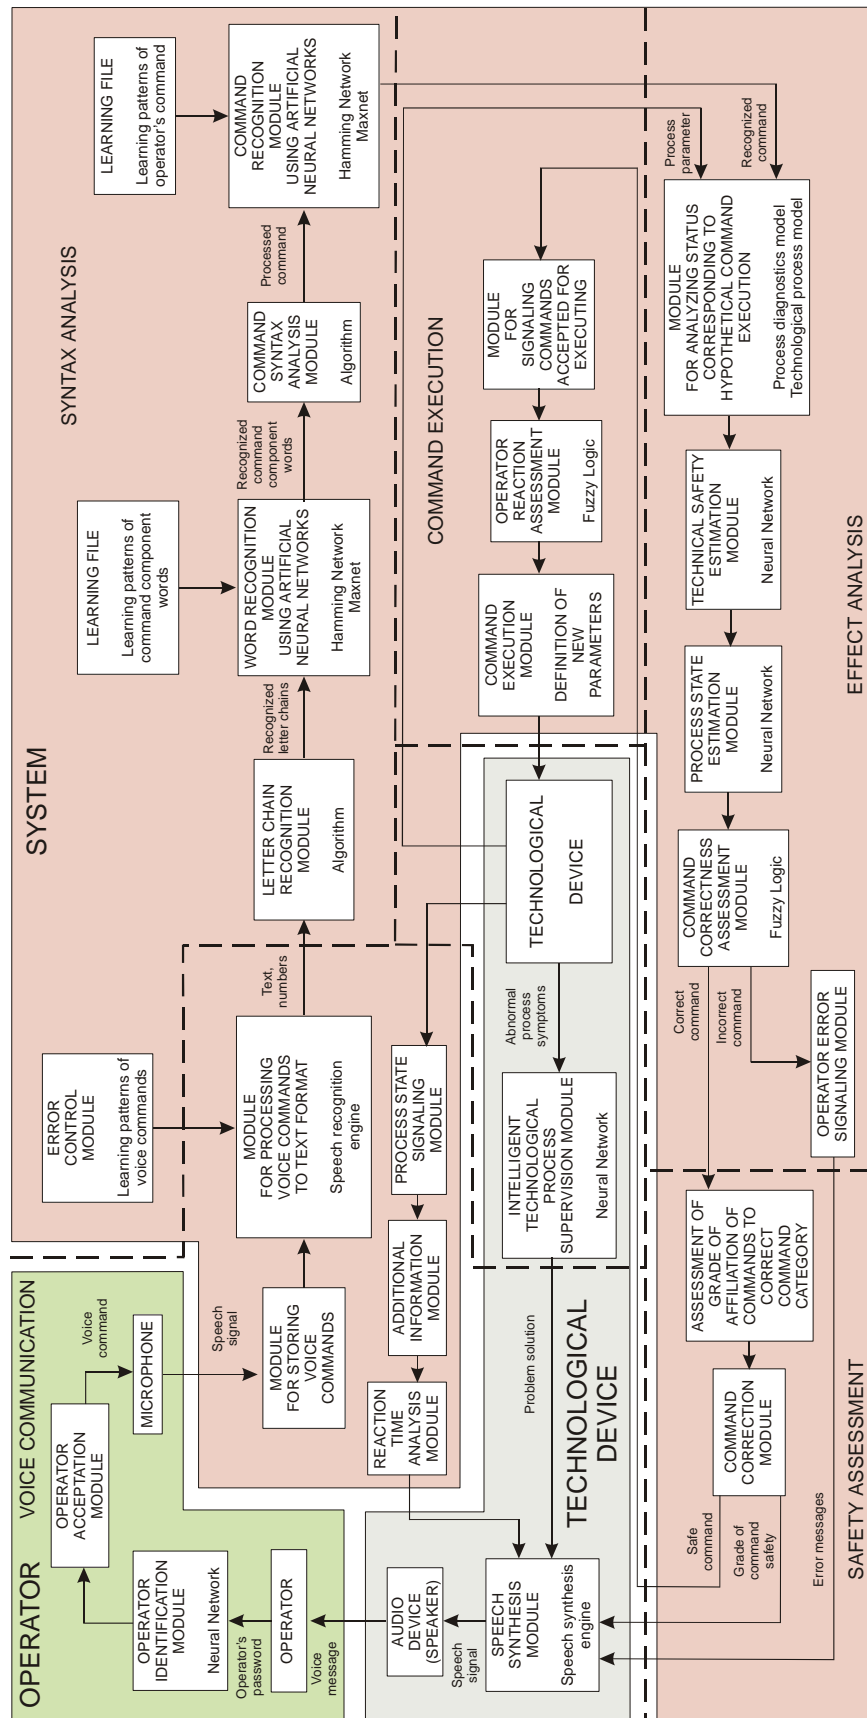 OPERATOR
VOICE COMMUNICATION
OPERATOR
ACCEPTATION
MODULE
Voice
command
MICROPHONE
Speech
signal
OPERATOR
IDENTIFICATION
MODULE
Neural Network
Operator's
password
OPERATOR
Voice
message
AUDIO
DEVICE
(SPEAKER)
Speech
signal
SPEECH
SYNTHESIS
MODULE
Speech synthesis
engine
SYSTEM
ERROR
CONTROL
MODULE
Learning patterns of
voice commands
MODULE
FOR STORING
VOICE
COMMANDS
MODULE
FOR PROCESSING
VOICE COMMANDS
TO TEXT FORMAT
Speech recognition
engine
Text,
numbers
LETTER CHAIN
RECOGNITION
MODULE
Algorithm
Recognized
letter chains
SYNTAX ANALYSIS
LEARNING FILE
Learning patterns of
command component
words
WORD RECOGNITION
MODULE
USING ARTIFICIAL
NEURAL NETWORKS
Hamming Network
Maxnet
Recognized
command
component
words
COMMAND
SYNTAX
ANALYSIS
MODULE
Algorithm
Processed
command
LEARNING FILE
Learning patterns of
operator's command
COMMAND
RECOGNITION
MODULE
USING ARTIFICIAL
NEURAL NETWORKS
Hamming Network
Maxnet
REACTION
TIME
ANALYSIS
MODULE
ADDITIONAL
INFORMATION
MODULE
PROCESS STATE
SIGNALING
MODULE
COMMAND EXECUTION
MODULE
FOR
SIGNALING
COMMANDS
ACCEPTED FOR
EXECUTING
OPERATOR
REACTION
ASSESSMENT
MODULE
Fuzzy Logic
COMMAND
EXECUTION
MODULE
DEFINITION OF
NEW
PARAMETERS
TECHNOLOGICAL
DEVICE
Abnormal
process
symptoms
INTELLIGENT
TECHNOLOGICAL
PROCESS
SUPERVISION MODULE
Neural Network
Problem solution
TECHNOLOGICAL
DEVICE
Process
parameter
Recognized
command
MODULE
FOR ANALYZING STATUS
CORRESPONDING TO
HYPOTHETICAL COMMAND
EXECUTION
Process diagnostics model
Technological process model
TECHNICAL SAFETY
ESTIMATION
MODULE
Neural Network
PROCESS STATE
ESTIMATION
MODULE
Neural Network
EFFECT ANALYSIS
COMMAND
CORRECTNESS
ASSESSMENT
MODULE
Fuzzy Logic
Correct
command
Incorrect
command
OPERATOR ERROR
SIGNALING MODULE
ASSESSMENT OF
GRADE OF
AFFILIATION OF
COMMANDS TO
CORRECT
COMMAND
CATEGORY
COMMAND
CORRECTION
MODULE
Safe
command
Grade of
command
safety
Error messages
SAFETY ASSESSMENT